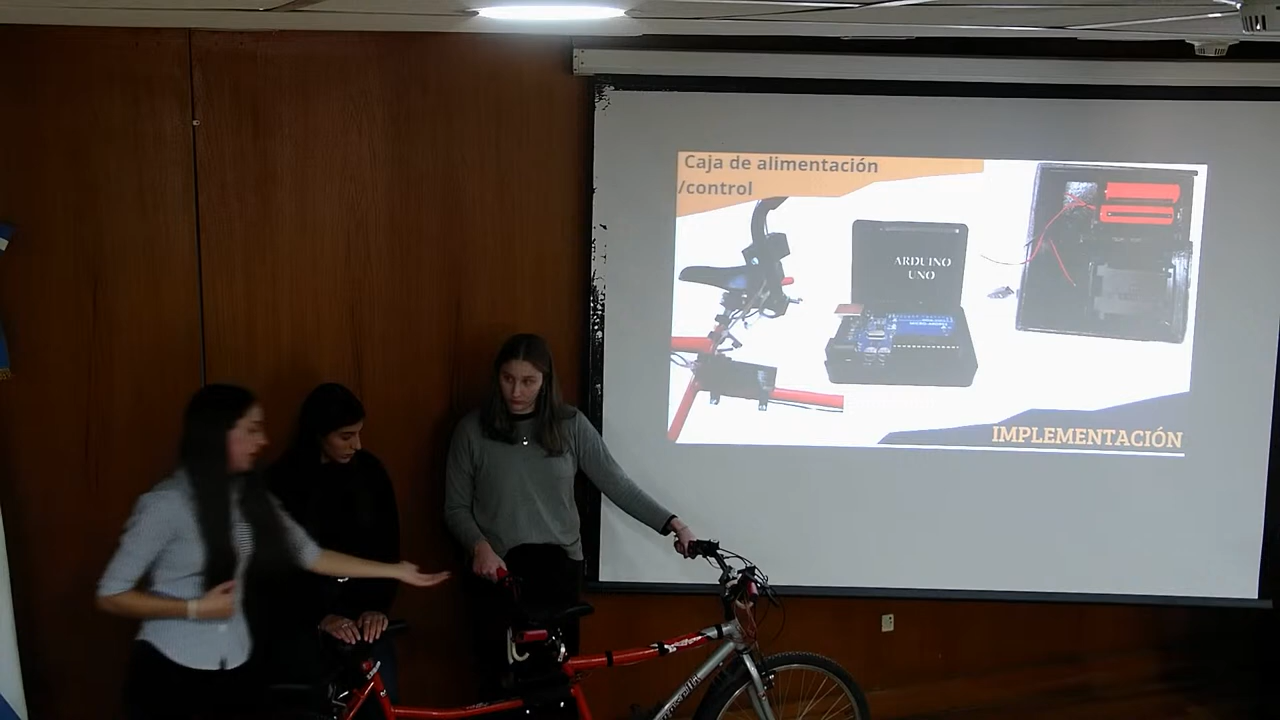 Caja de alimentación
/control
ARDUINO
UNO
IMPLEMENTACIÓN